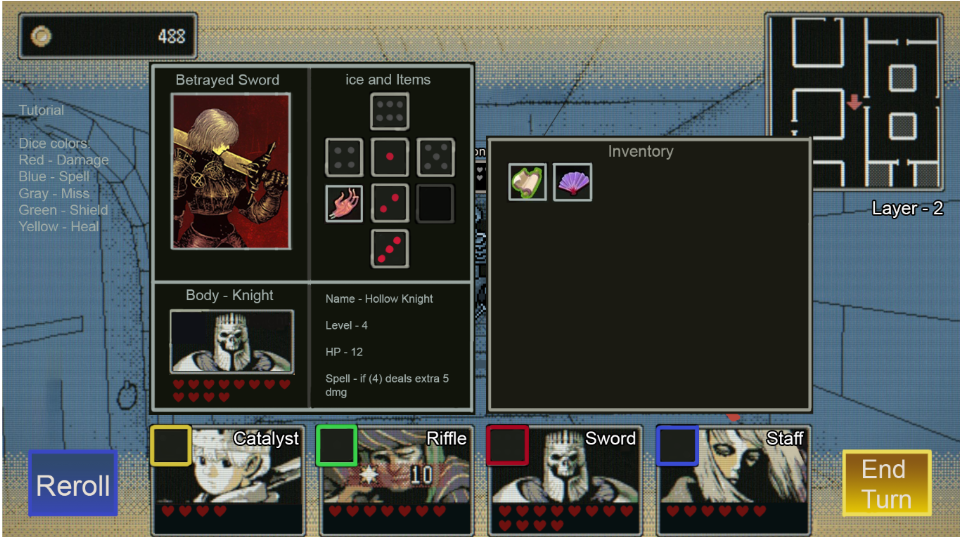 488
Tutorial
Dice colors
Red - Damage
Blue - Spell
Gray - Miss
Green - Shield
Yellow - Heal
Betrayed Sword
ice and Items
Body - Knight
Name - Hollow Knight
Level - 4
HP - 12
Spell - if (4) deals extra 5
dmg
Inventory
Layer - 2
Reroll
Catalyst
Riffle
10
Sword
Staff
End
Turn